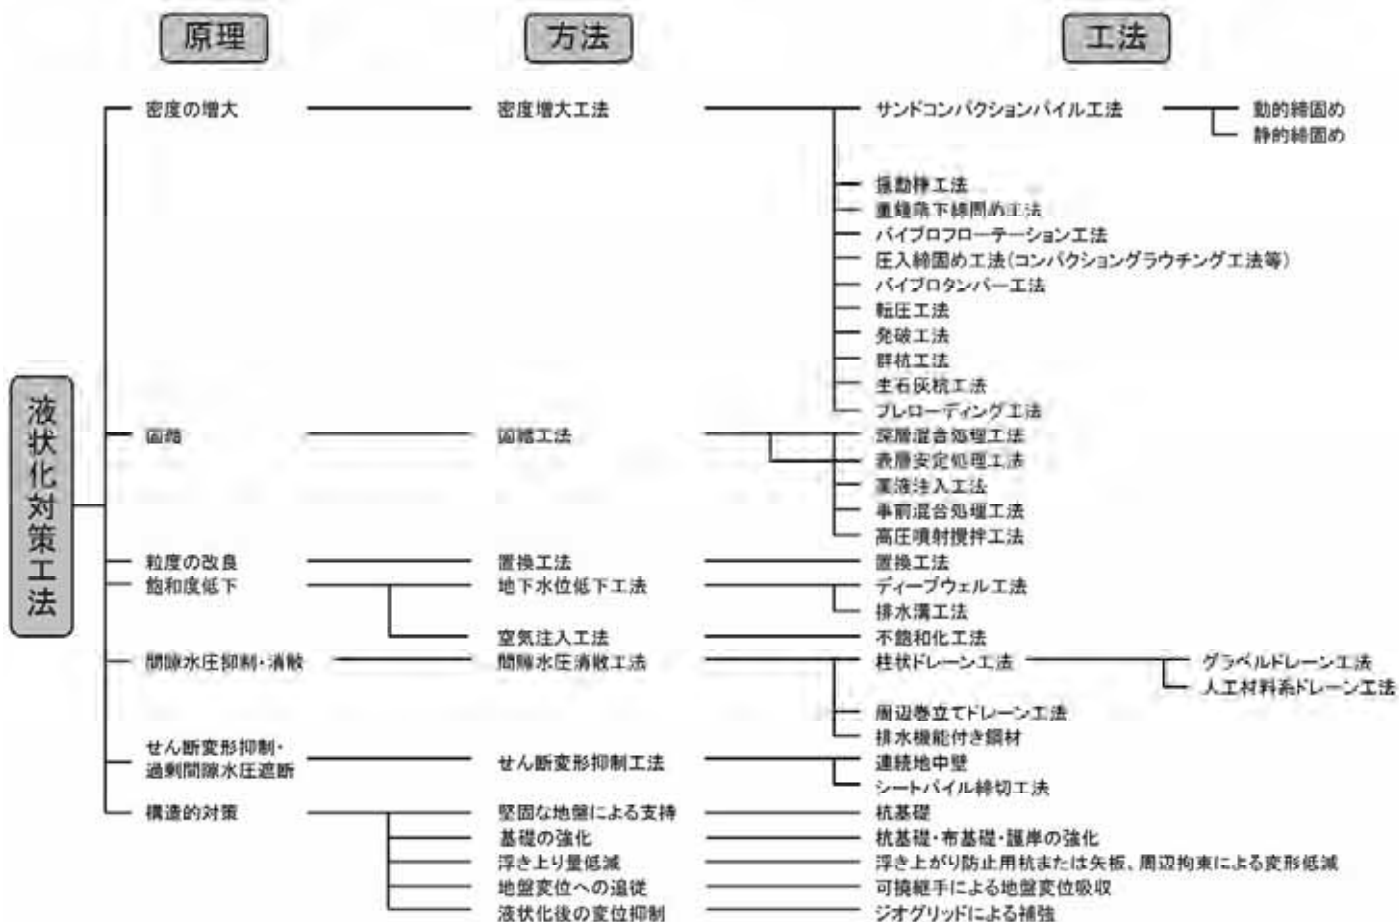 原理
方法
工法
液状化対策工法
密度の増大
密度増大工法
サンドコンパクションパイル工法
動的締固め
静的締固め
振動棒工法
重錘落下締固め工法
バイブロフローテーション工法
圧入締固め工法(コンパクショングラウチング工法等)
バイブロタンパー工法
転圧工法
発破工法
群杭工法
生石灰杭工法
プレローディング工法
固結
固結工法
深層混合処理工法
表層安定処理工法
薬液注入工法
事前混合処理工法
高圧噴射攪拌工法
粒度の改良
置換工法
置換工法
飽和度低下
地下水位低下工法
ディープウェル工法
排水溝工法
空気注入工法
不飽和化工法
間隙水圧抑制・消散
間隙水圧消散工法
柱状ドレーン工法
グラベルドレーン工法
人工材料系ドレーン工法
周辺巻立てドレーン工法
排水機能付き鋼材
せん断変形抑制・
過剰間隙水圧遮断
せん断変形抑制工法
連続地中壁
シートパイル締切工法
構造的対策
堅固な地盤による支持
杭基礎
基礎の強化
杭基礎・布基礎・護岸の強化
浮き上り量低減
浮き上がり防止用杭または矢板、周辺拘束による変形低減
地盤変位への追従
可撓継手による地盤変位吸収
液状化後の変位抑制
ジオグリッドによる補強